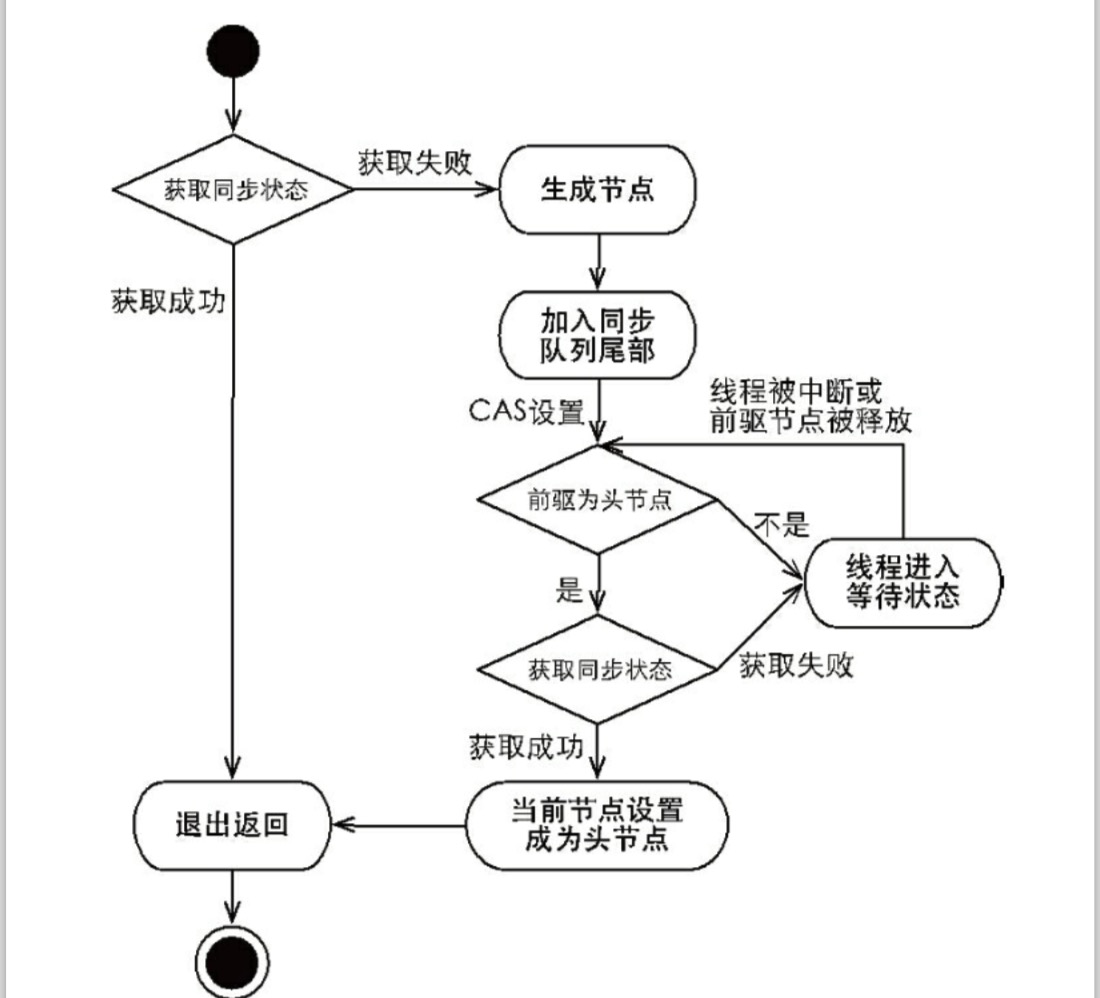 获取同步状态
获取失败
生成节点
获取成功
加入同步
队列尾部
CAS设置
线程被中断或
前驱节点被释放
前驱为头节点
不是
线程进入
等待状态
是
获取同步状态
获取失败
获取成功
当前节点设置
成为头节点
退出返回